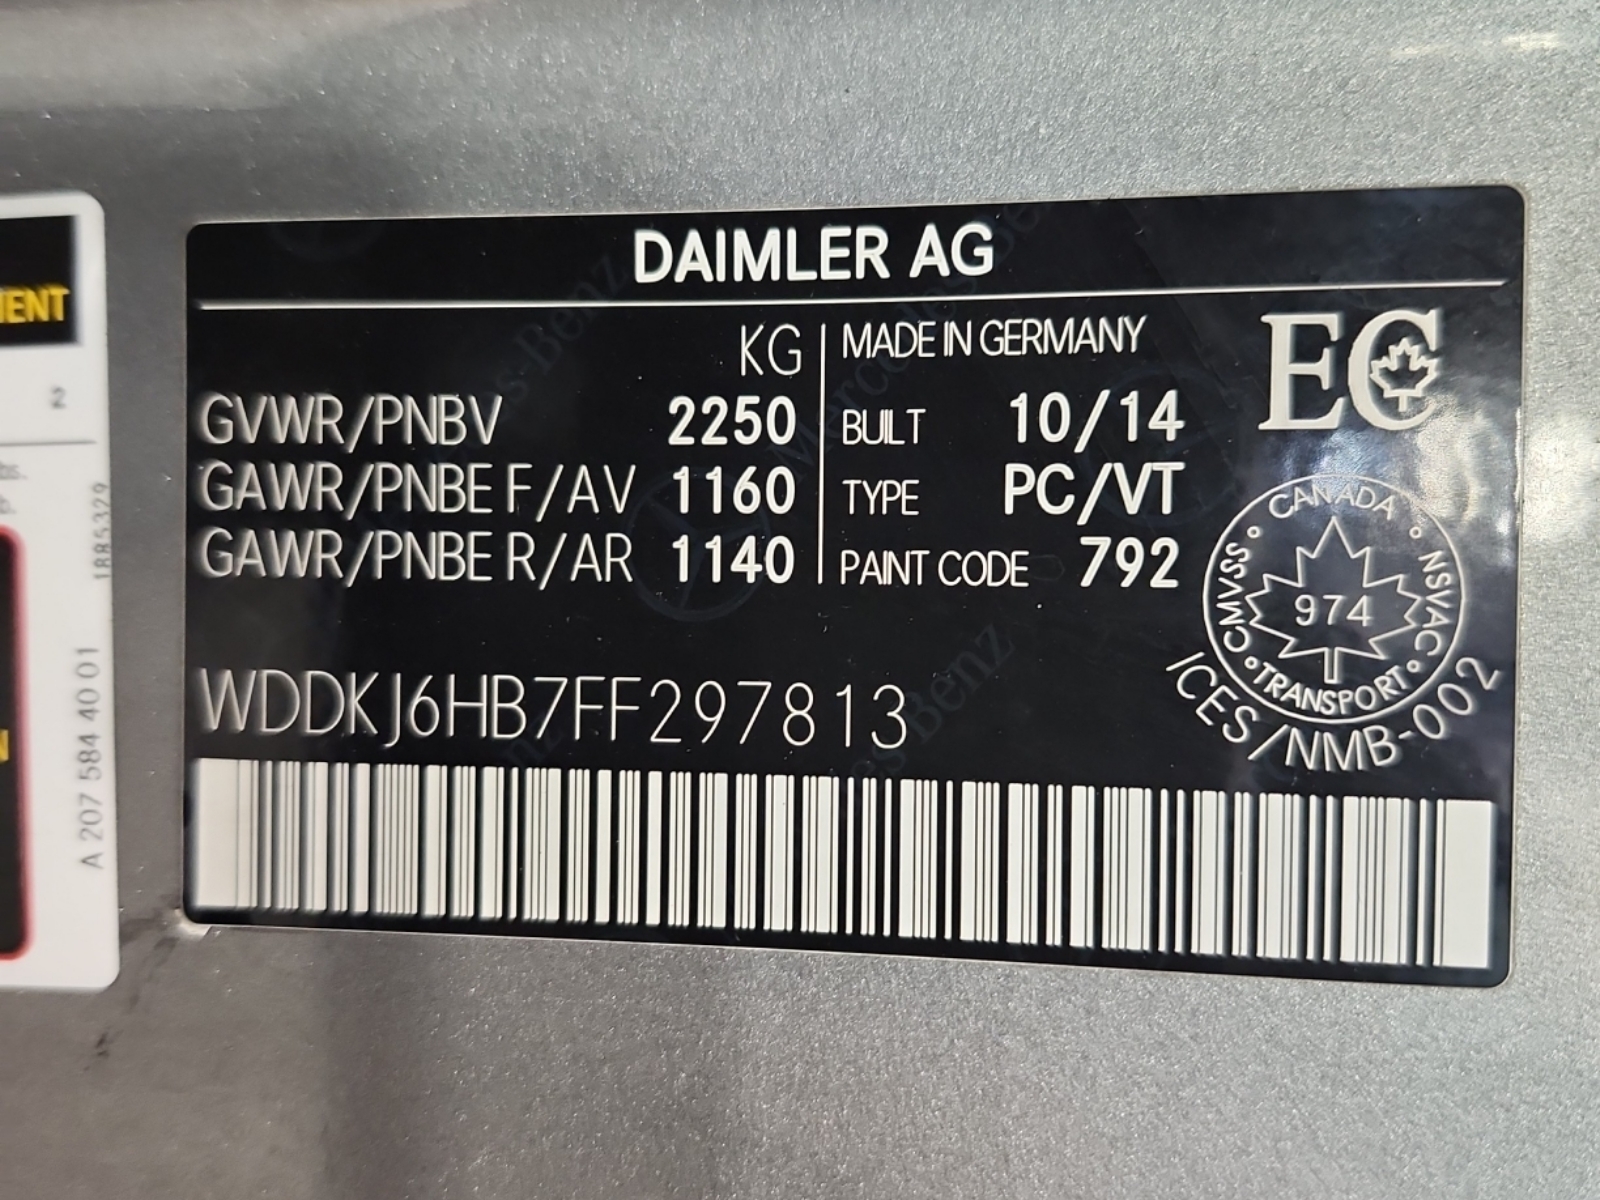 DAIMLER AG
KG
GVWR/PNBV 2250
GAWR/PNBE F/AV 1160
GAWR/PNBE R/AR 1140
MADE IN GERMANY
BUILT 10/14
TYPE PC/VT
PAINT CODE 792
EC
CANADA
CMVSS
NSVAC
974
TRANSPORT
ICES/NMB-002
WDDKJ6HB7FF297813
2
1885329
A 207 584 40 01
Mercedes-Benz